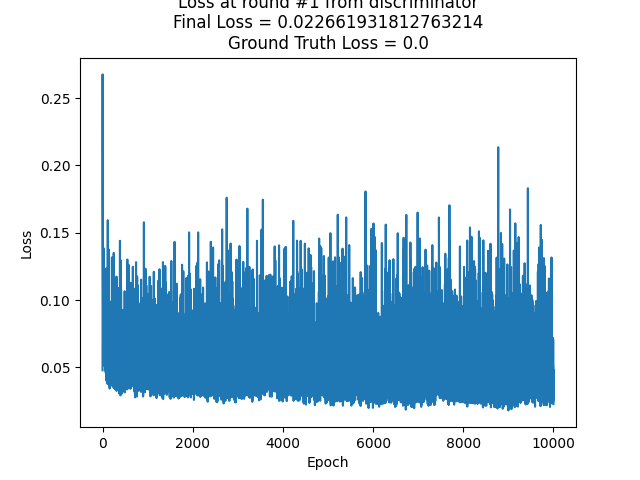 Loss at round #1 from discriminator
Final Loss = 0.022661931812763214
Ground Truth Loss = 0.0
0.25
0.20
0.15
0.10
0.05
Loss
0
2000
4000
6000
8000
10000
Epoch